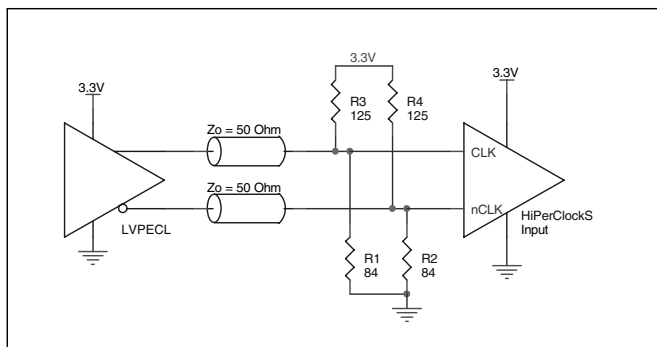 3.3V
3.3V
3.3V
R3
125
R4
125
Zo = 50 Ohm
CLK
Zo = 50 Ohm
nCLK
HiPerClockS
Input
LVPECL
R1
84
R2
84